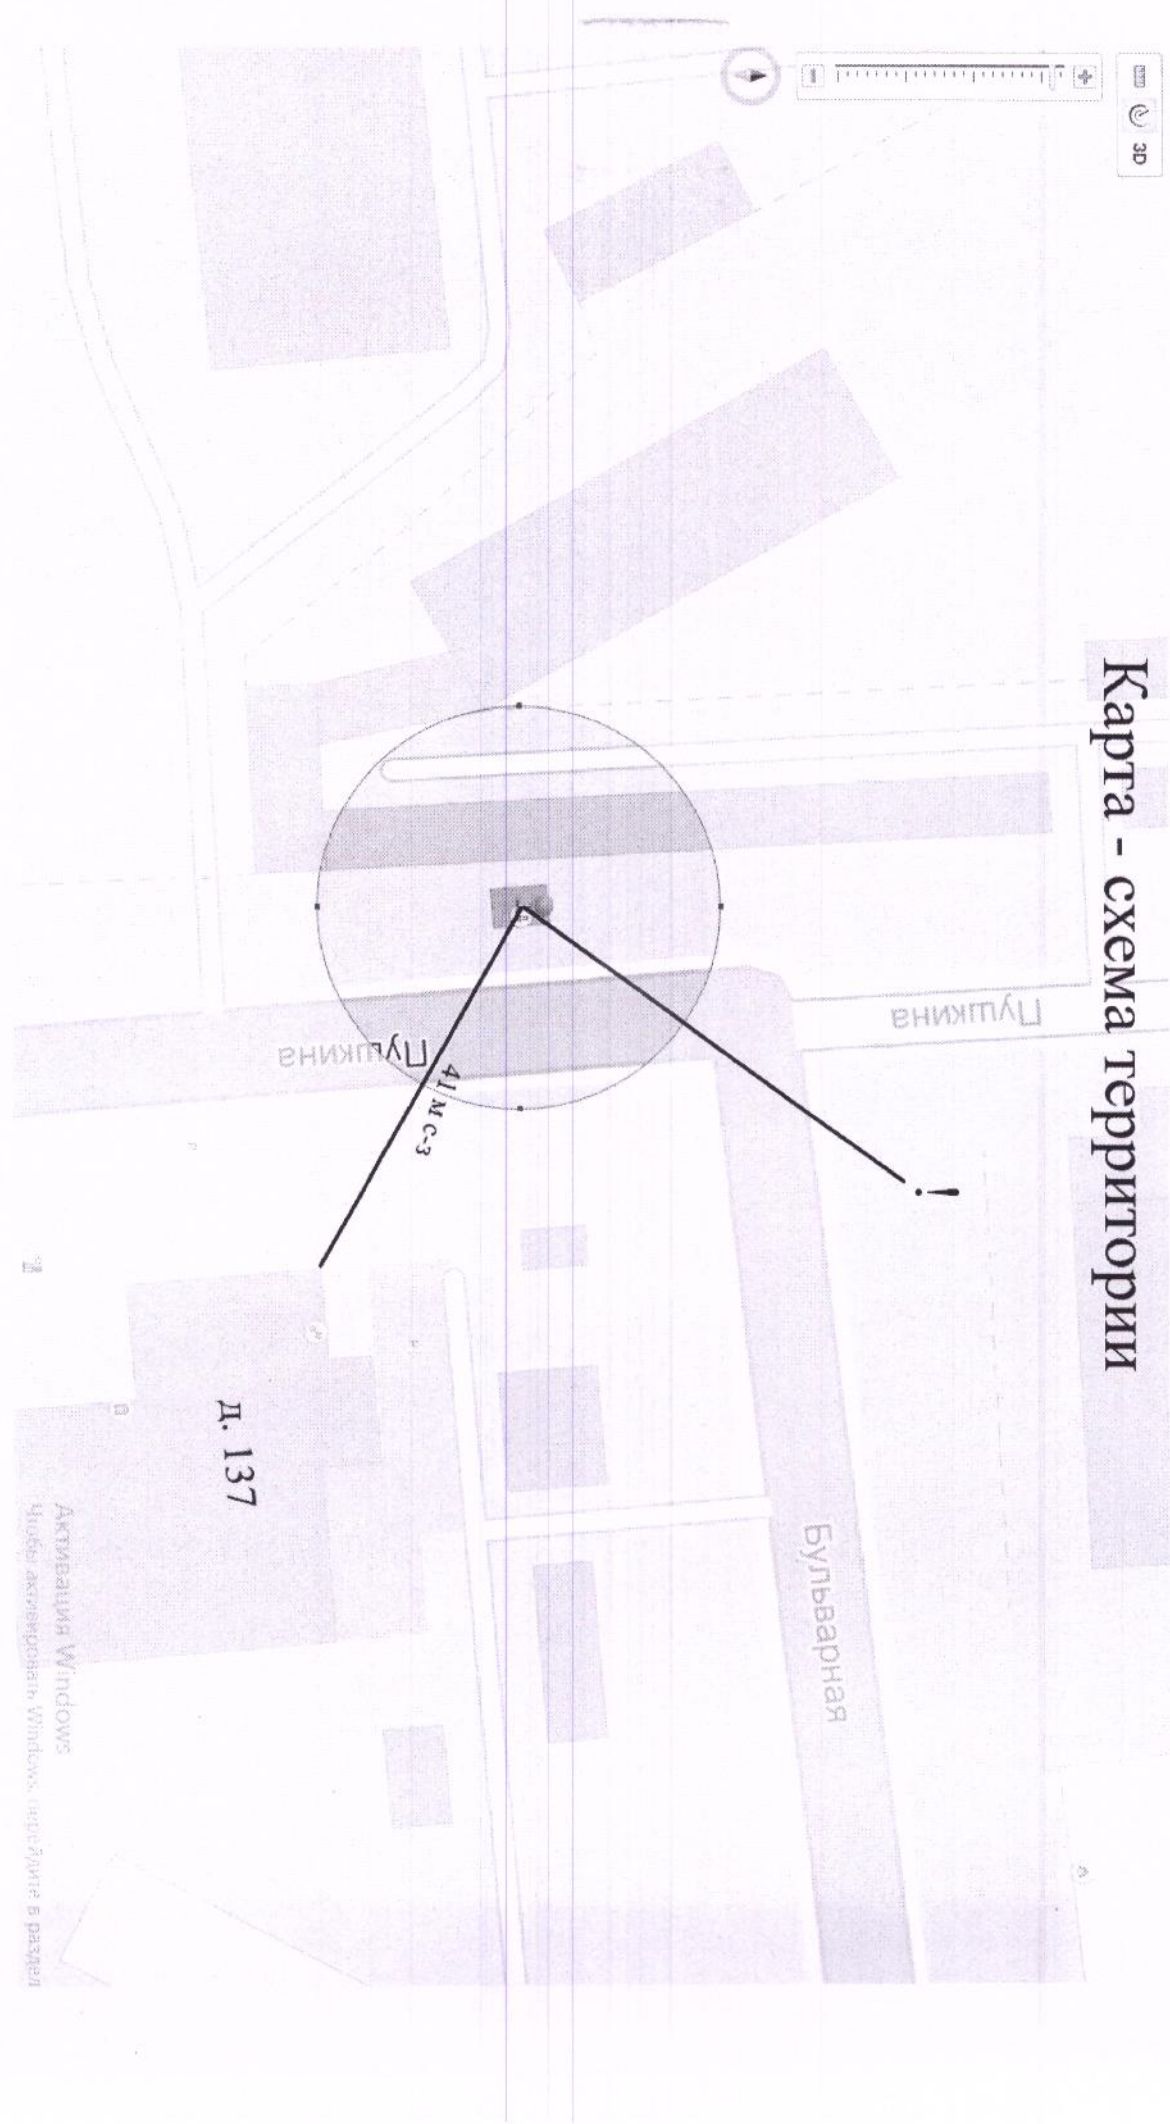 Карта - схема территории
3D
Пушкина
!
Бульварная
Пушкина
41 м с-з
д. 137
Активация Windows
Чтобы активировать Windows, перейдите в раздел